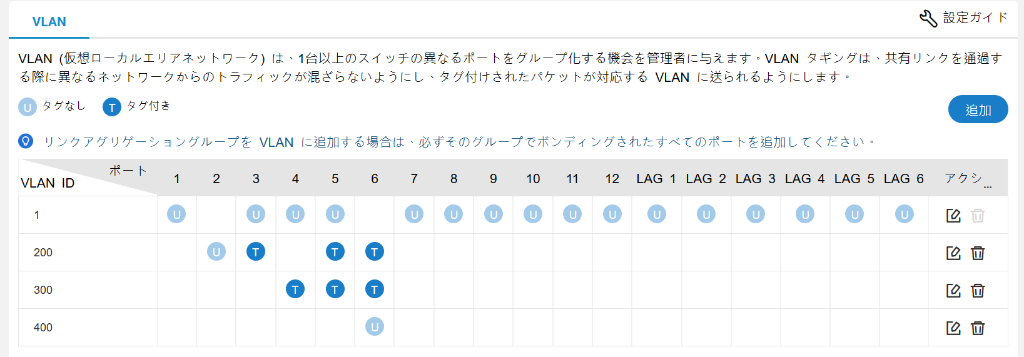 VLAN
設定ガイド
VLAN (仮想ローカルエリアネットワーク) は、1台以上のスイッチの異なるポートをグループ化する機会を管理者に与えます。VLAN タギングは、共有リンクを通過す
る際に異なるネットワークからのトラフィックが混ざらないようにし、タグ付けされたパケットが対応する VLAN に送られるようにします。
U タグなし T タグ付き
追加
リンクアグリゲーショングループを VLAN に追加する場合は、必ずそのグループでボンディングされたすべてのポートを追加してください。
VLAN ID ポート 1 2 3 4 5 6 7 8 9 10 11 12 LAG 1 LAG 2 LAG 3 LAG 4 LAG 5 LAG 6 アクシ...
1 U U U U U U U U U U U U U U U U
200 U T T T
300 T T T
400 U